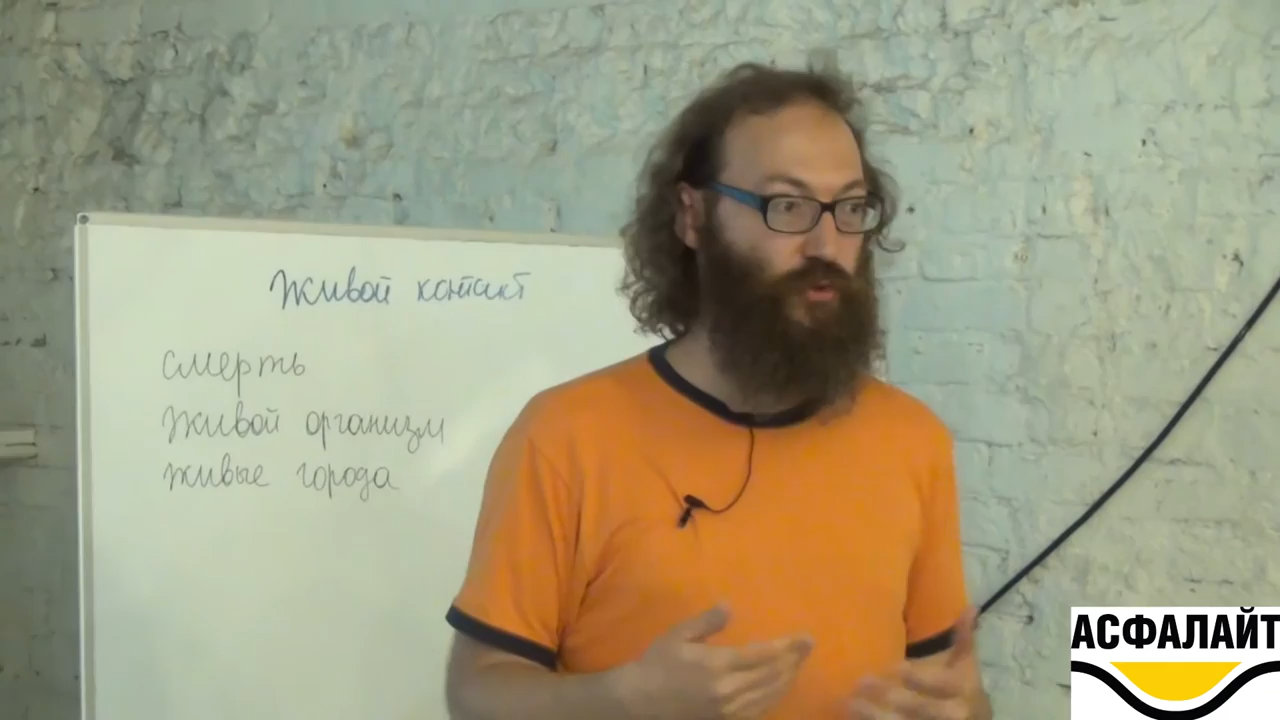 Живой контакт
смерть
Живой организм
живые города
АСФАЛАЙТ